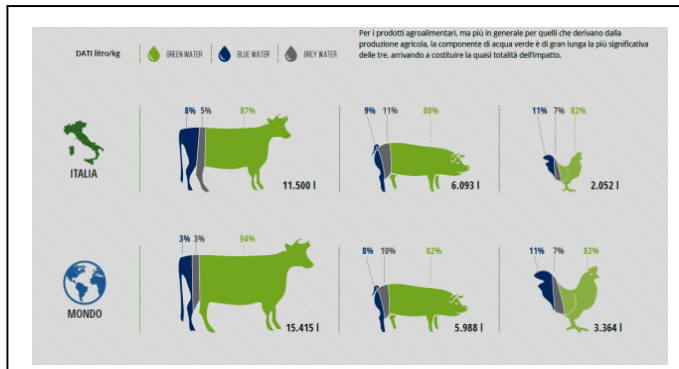 Per i prodotti agroalimentari, ma più in generale per quelli che derivano dalla
produzione agricola, la componente di acqua verde è di gran lunga la più significativa
delle tre, arrivando a costituire la quasi totalità dell'impatto.
DATI litro/kg
GREEN WATER
BLUE WATER
GREY WATER
8% 5% 87%
9% 11% 80%
11% 7% 82%
ITALIA
11.500 l
6.093 l
2.052 l
3% 3% 94%
8% 10% 82%
11% 7% 82%
MONDO
15.415 l
5.988 l
3.364 l